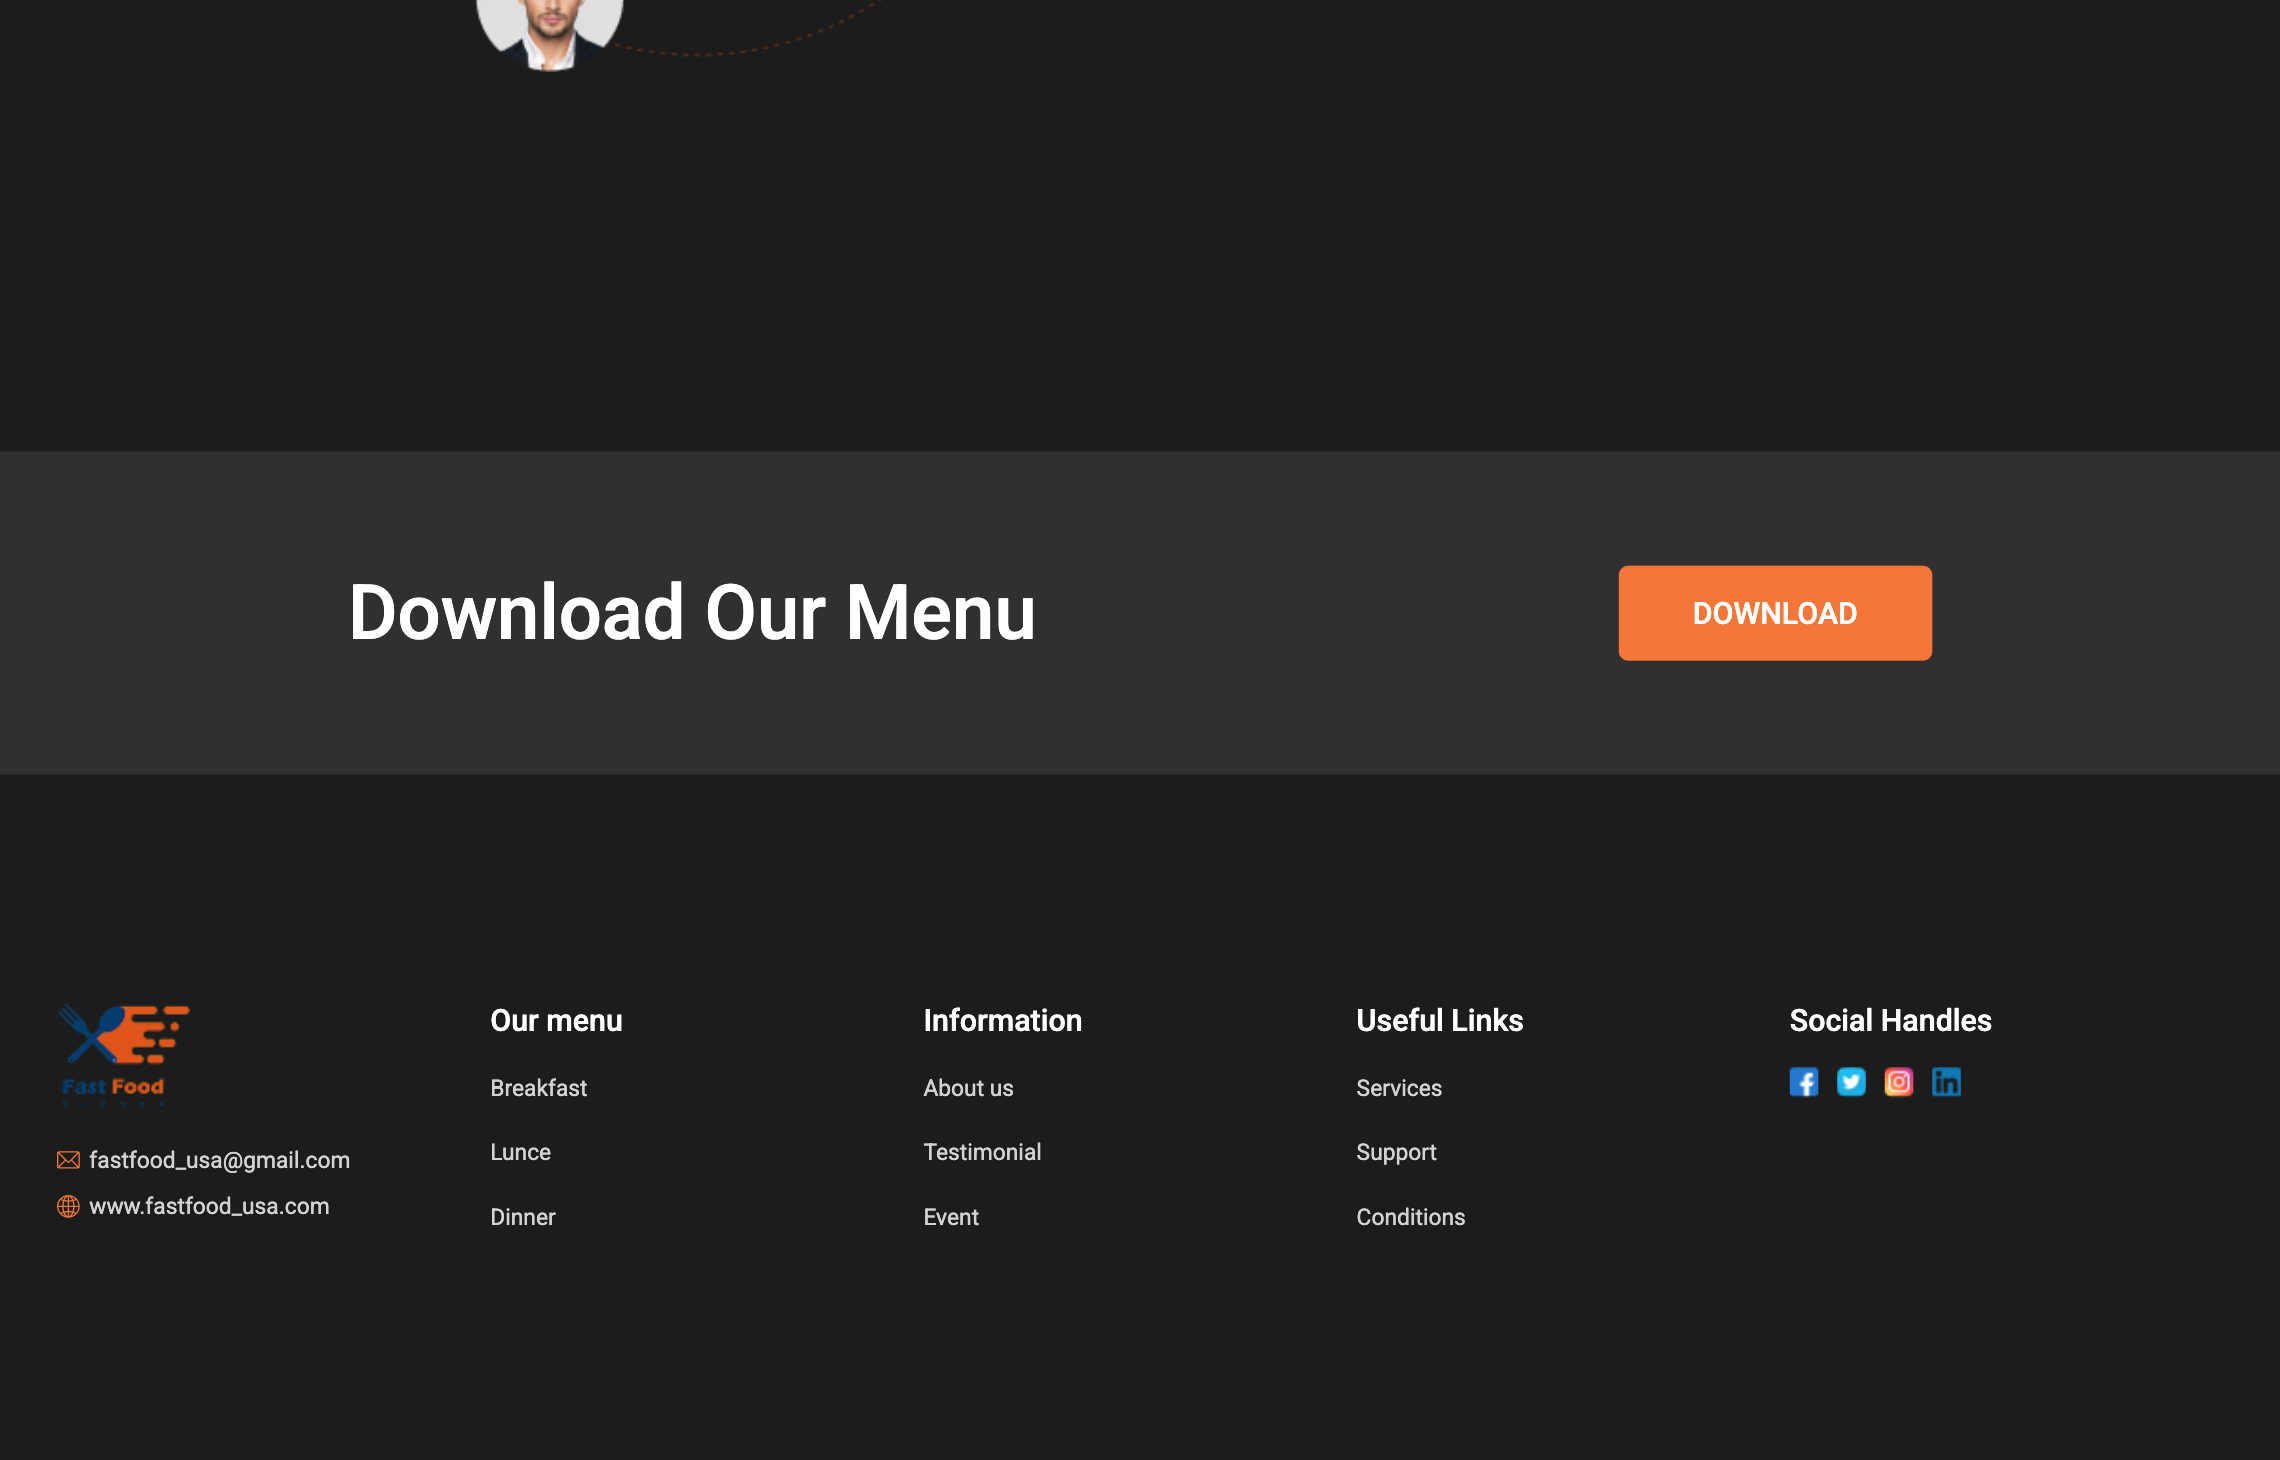 Download Our Menu
DOWNLOAD
Fast Food
fastfood_usa@gmail.com
www.fastfood_usa.com
Our menu
Breakfast
Lunce
Dinner
Information
About us
Testimonial
Event
Useful Links
Services
Support
Conditions
Social Handles